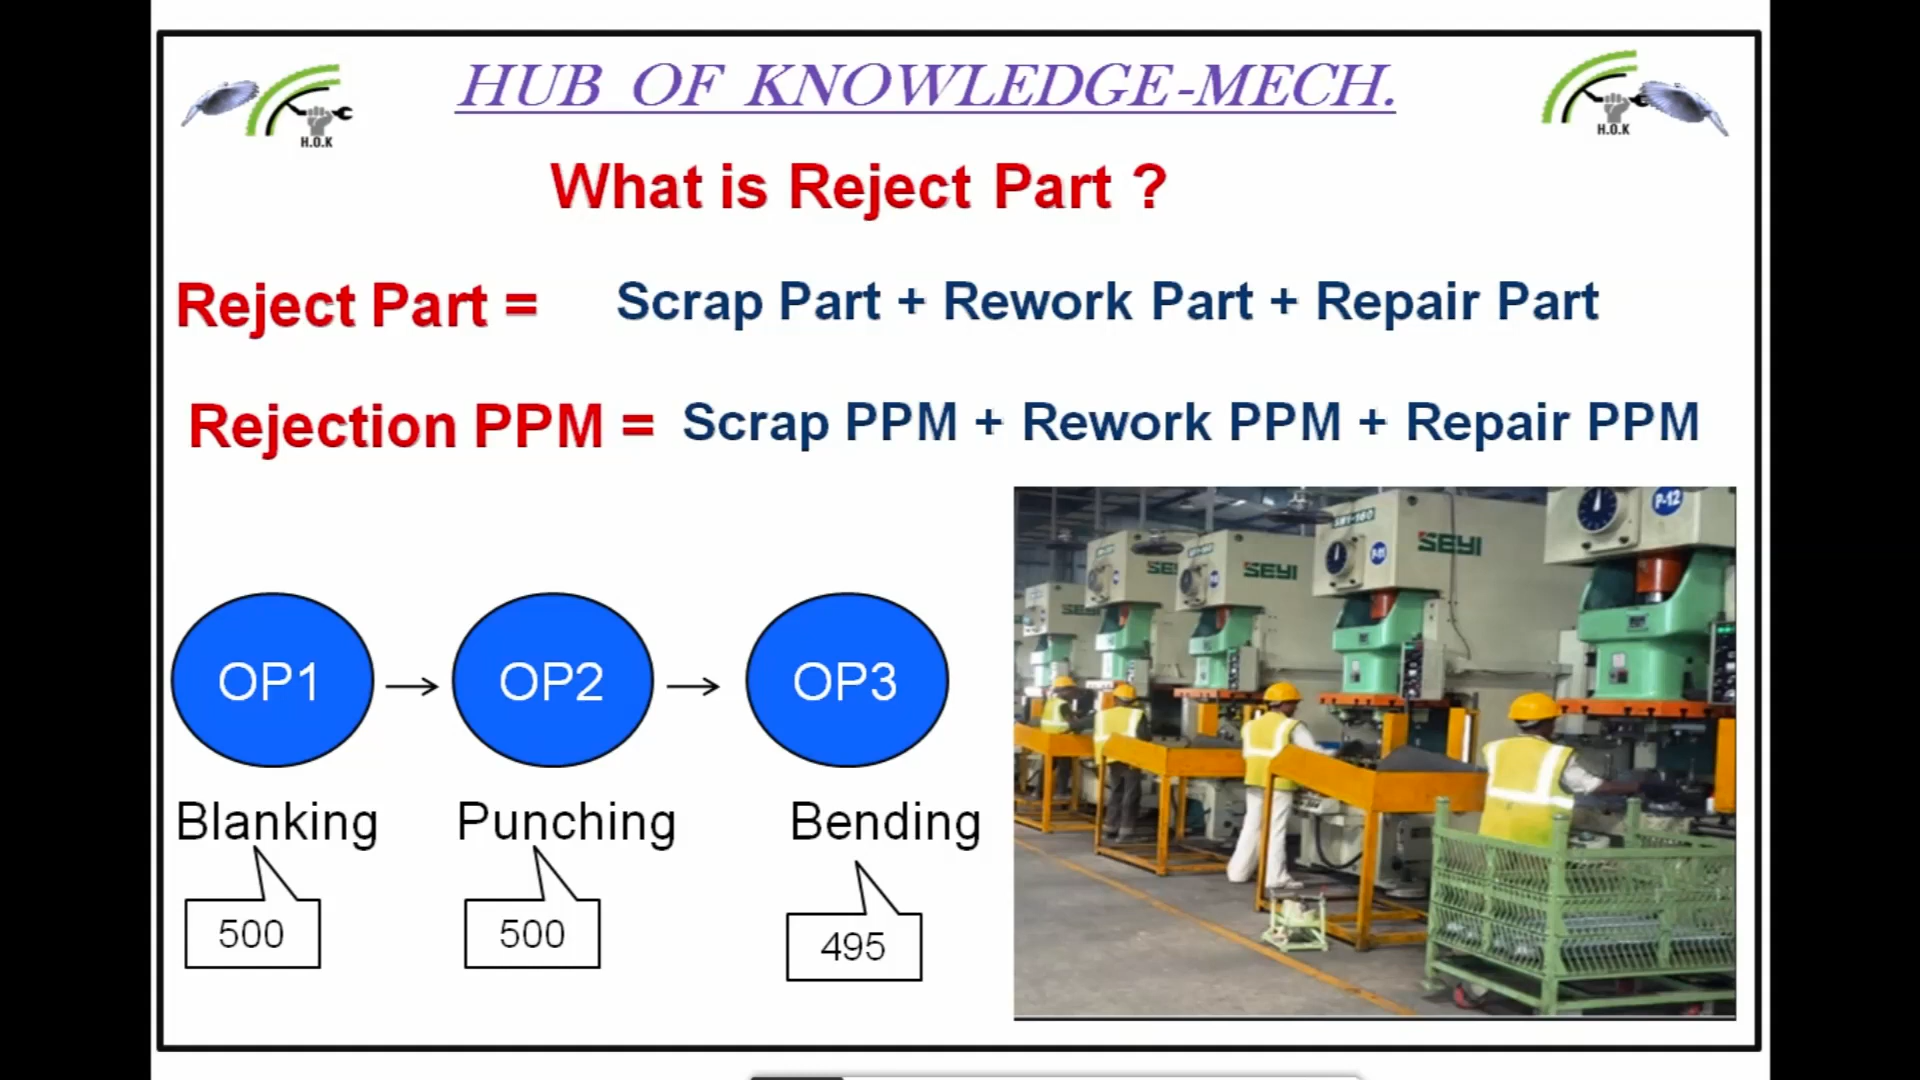 HUB OF KNOWLEDGE-MECH.
H.O.K
H.O.K
What is Reject Part ?
Reject Part = Scrap Part + Rework Part + Repair Part
Rejection PPM = Scrap PPM + Rework PPM + Repair PPM
OP1 → OP2 → OP3
Blanking Punching Bending
500 500 495
SEYI
SEYI
P-12